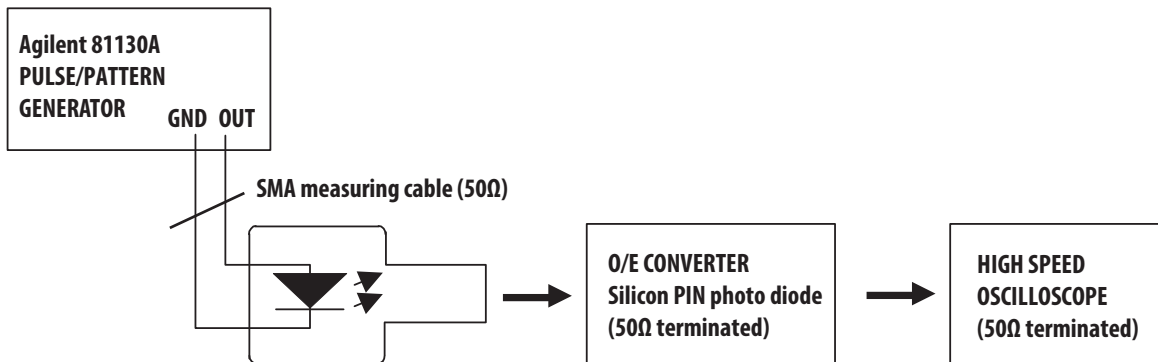 Agilent 81130A
PULSE/PATTERN
GENERATOR
GND OUT
SMA measuring cable (50Ω)
O/E CONVERTER
Silicon PIN photo diode
(50Ω terminated)
HIGH SPEED
OSCILLOSCOPE
(50Ω terminated)